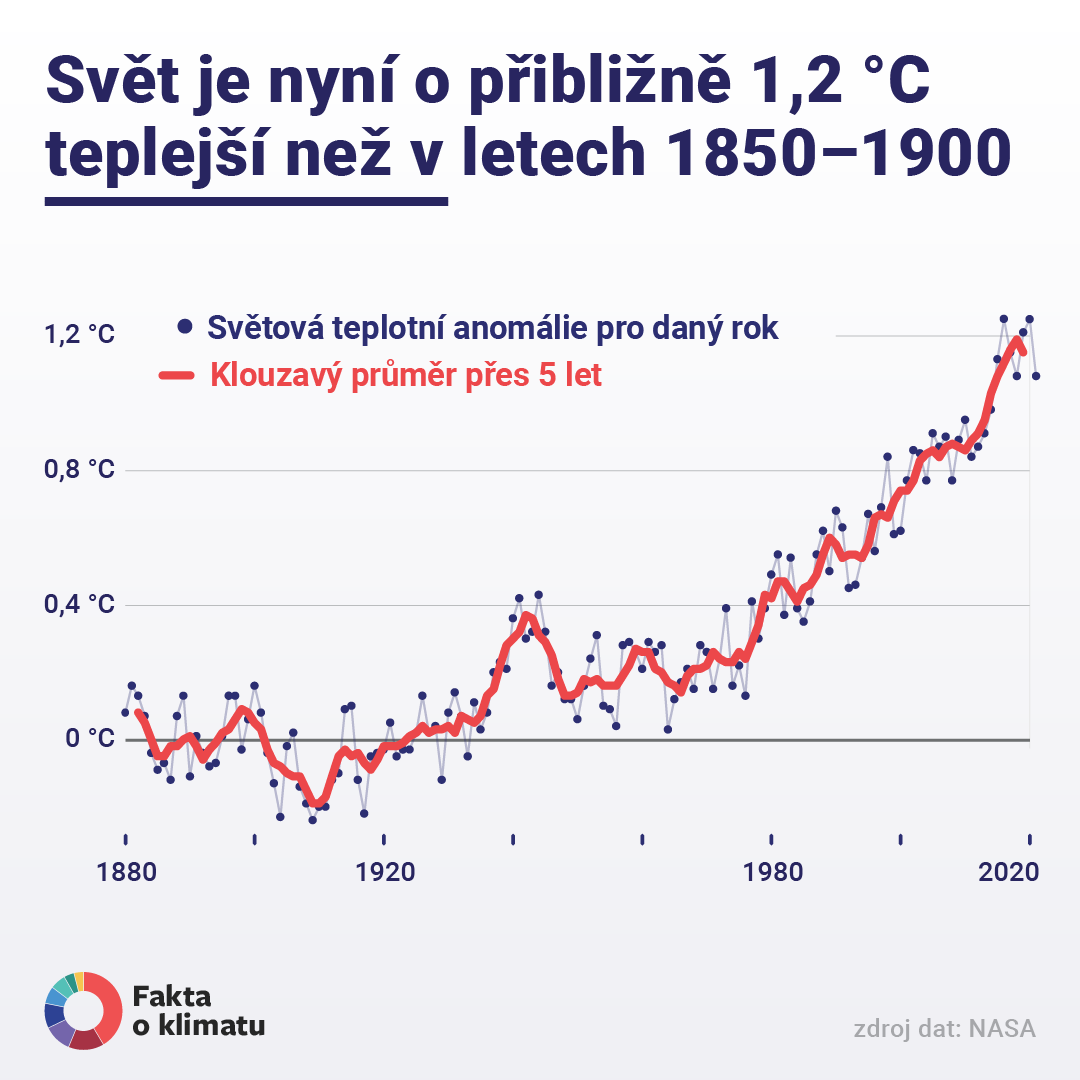 Svět je nyní o přibližně 1,2 °C
teplejší než v letech 1850–1900
1,2 °C
Světová teplotní anomálie pro daný rok
Klouzavý průměr přes 5 let
0,8 °C
0,4 °C
0 °C
1880
1920
1980
2020
Fakta
o klimatu
zdroj dat: NASA